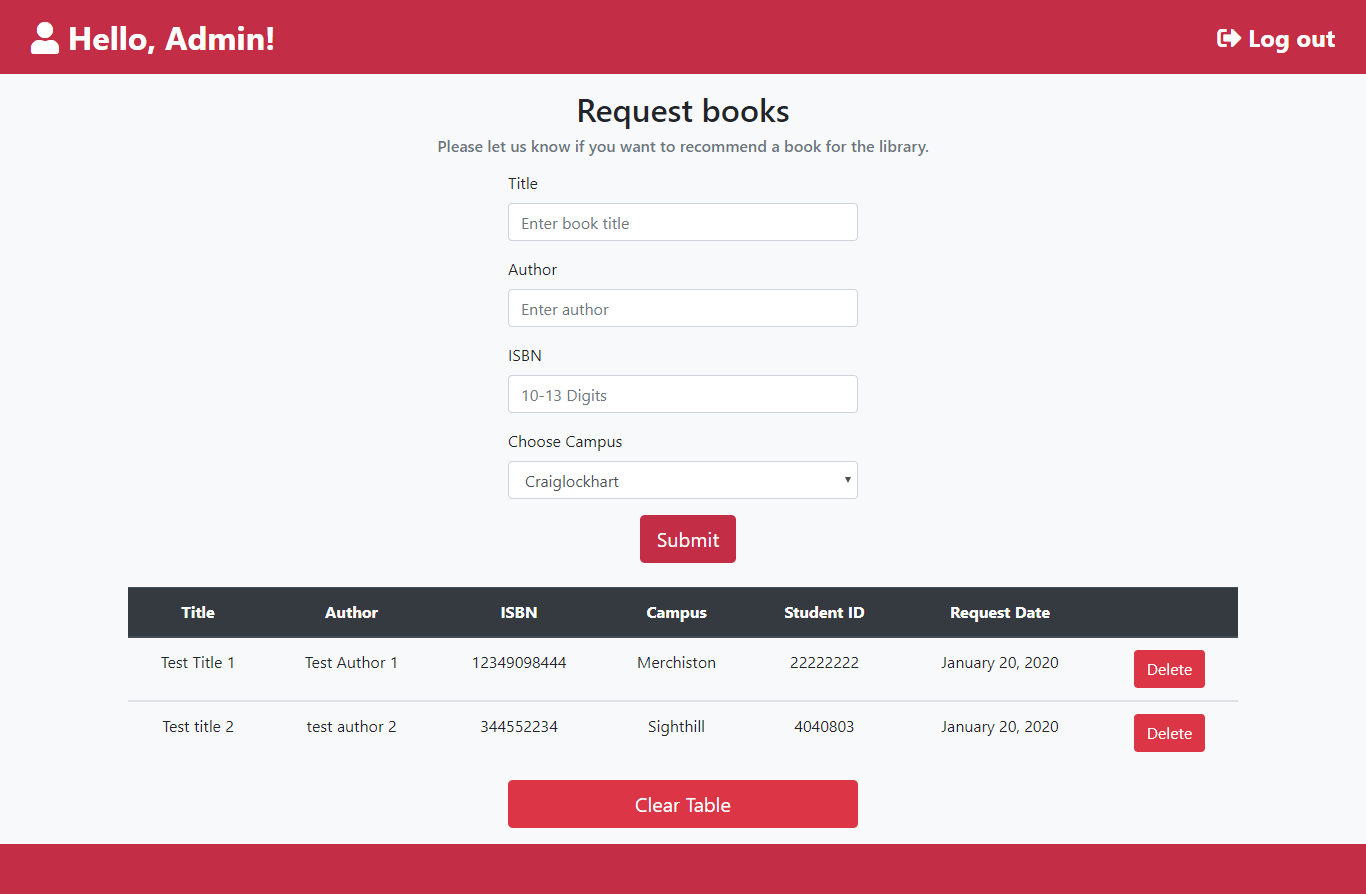 Hello, Admin!
Log out
Request books
Please let us know if you want to recommend a book for the library.
Title
Enter book title
Author
Enter author
ISBN
10-13 Digits
Choose Campus
Craiglockhart
Submit
Title Author ISBN Campus Student ID Request Date
Test Title 1 Test Author 1 12349098444 Merchiston 22222222 January 20, 2020 Delete
Test title 2 test author 2 344552234 Sighthill 4040803 January 20, 2020 Delete
Clear Table